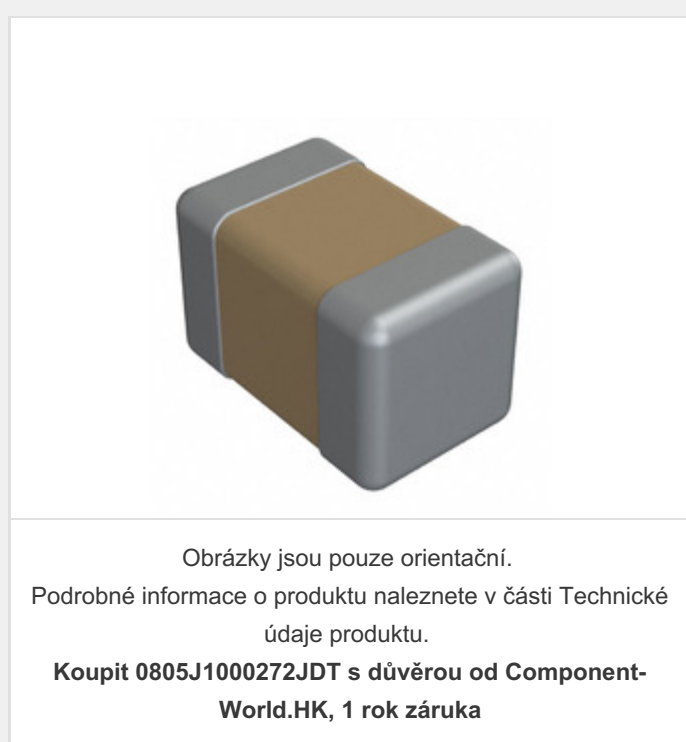 Obrázky jsou pouze orientační.
Podrobné informace o produktu naleznete v části Technické
údaje produktu.
Koupit 0805J1000272JDT s důvěrou od Component-
World.HK, 1 rok záruka